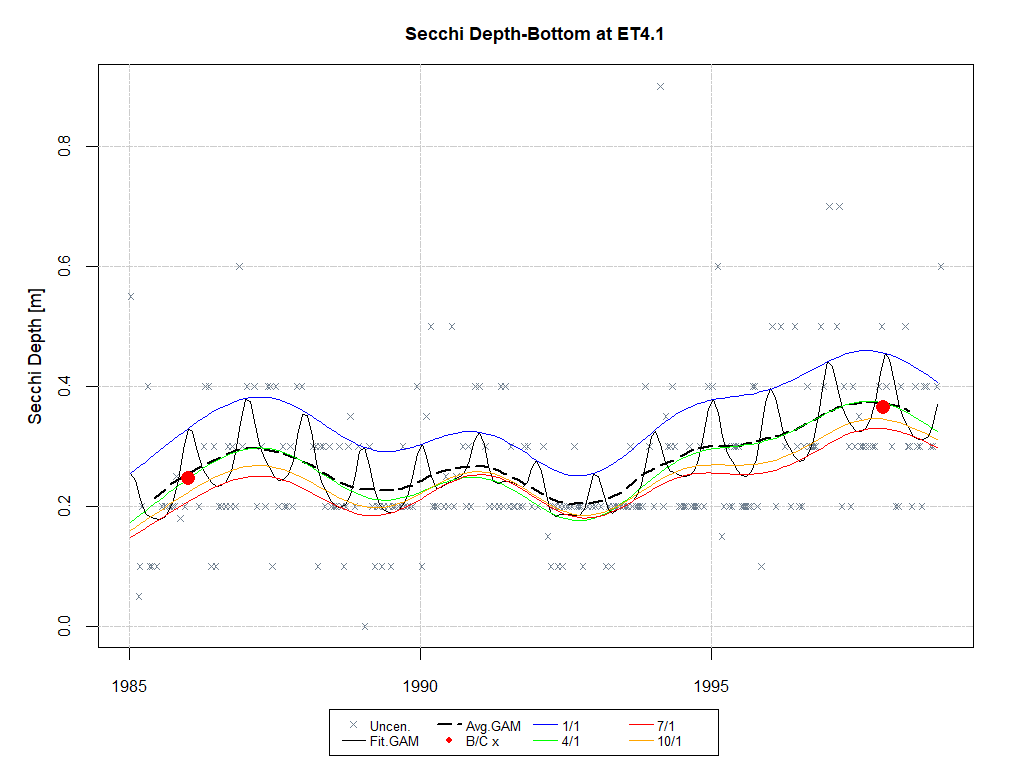 Secchi Depth-Bottom at ET4.1
Secchi Depth [m]
0.8
0.6
0.4
0.2
0.0
1985 1990 1995
Uncen. Avg.GAM 1/1 7/1
Fit.GAM B/C x 4/1 10/1